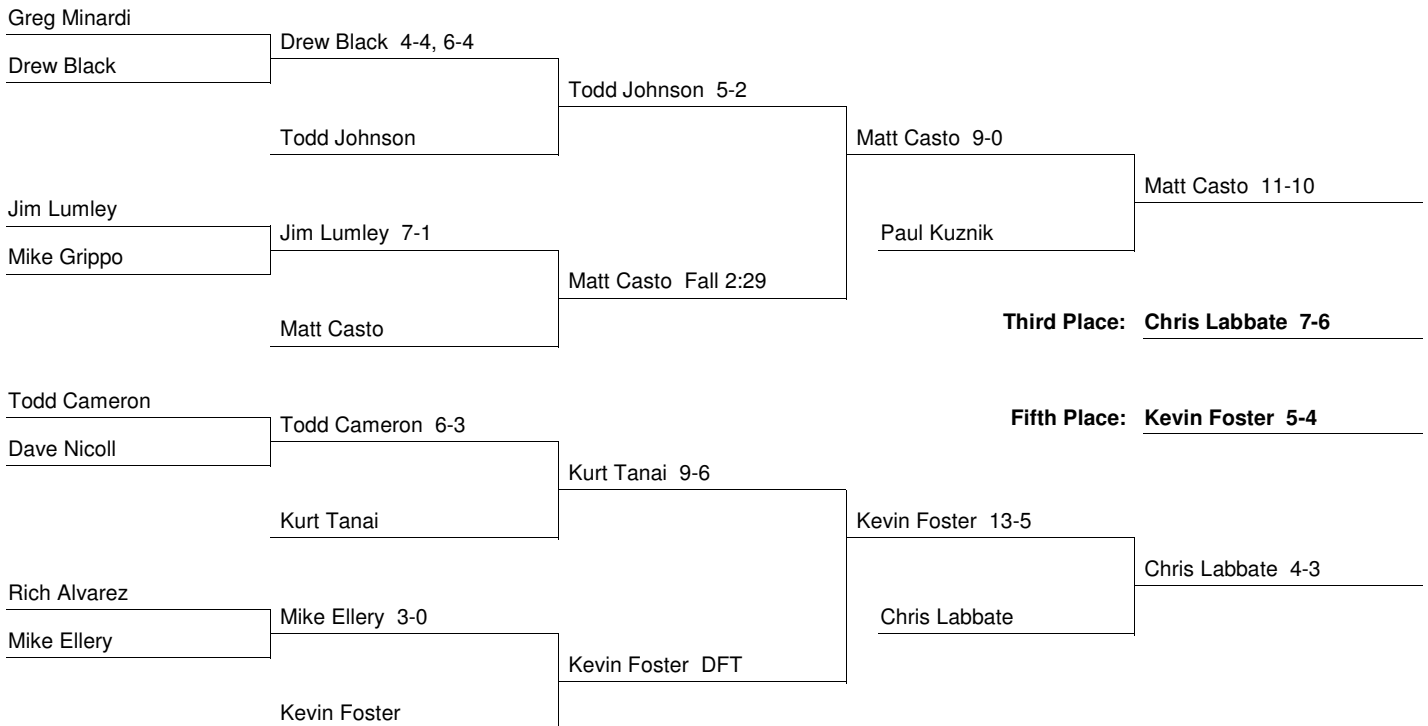 Greg Minardi
Drew Black 4-4, 6-4
Drew Black
Todd Johnson 5-2
Todd Johnson
Matt Casto 9-0
Matt Casto 11-10
Jim Lumley
Jim Lumley 7-1
Paul Kuznik
Mike Grippo
Matt Casto Fall 2:29
Matt Casto
Third Place: Chris Labbate 7-6
Todd Cameron
Todd Cameron 6-3
Fifth Place: Kevin Foster 5-4
Dave Nicoll
Kurt Tanai 9-6
Kurt Tanai
Kevin Foster 13-5
Chris Labbate 4-3
Rich Alvarez
Mike Ellery 3-0
Chris Labbate
Mike Ellery
Kevin Foster DFT
Kevin Foster